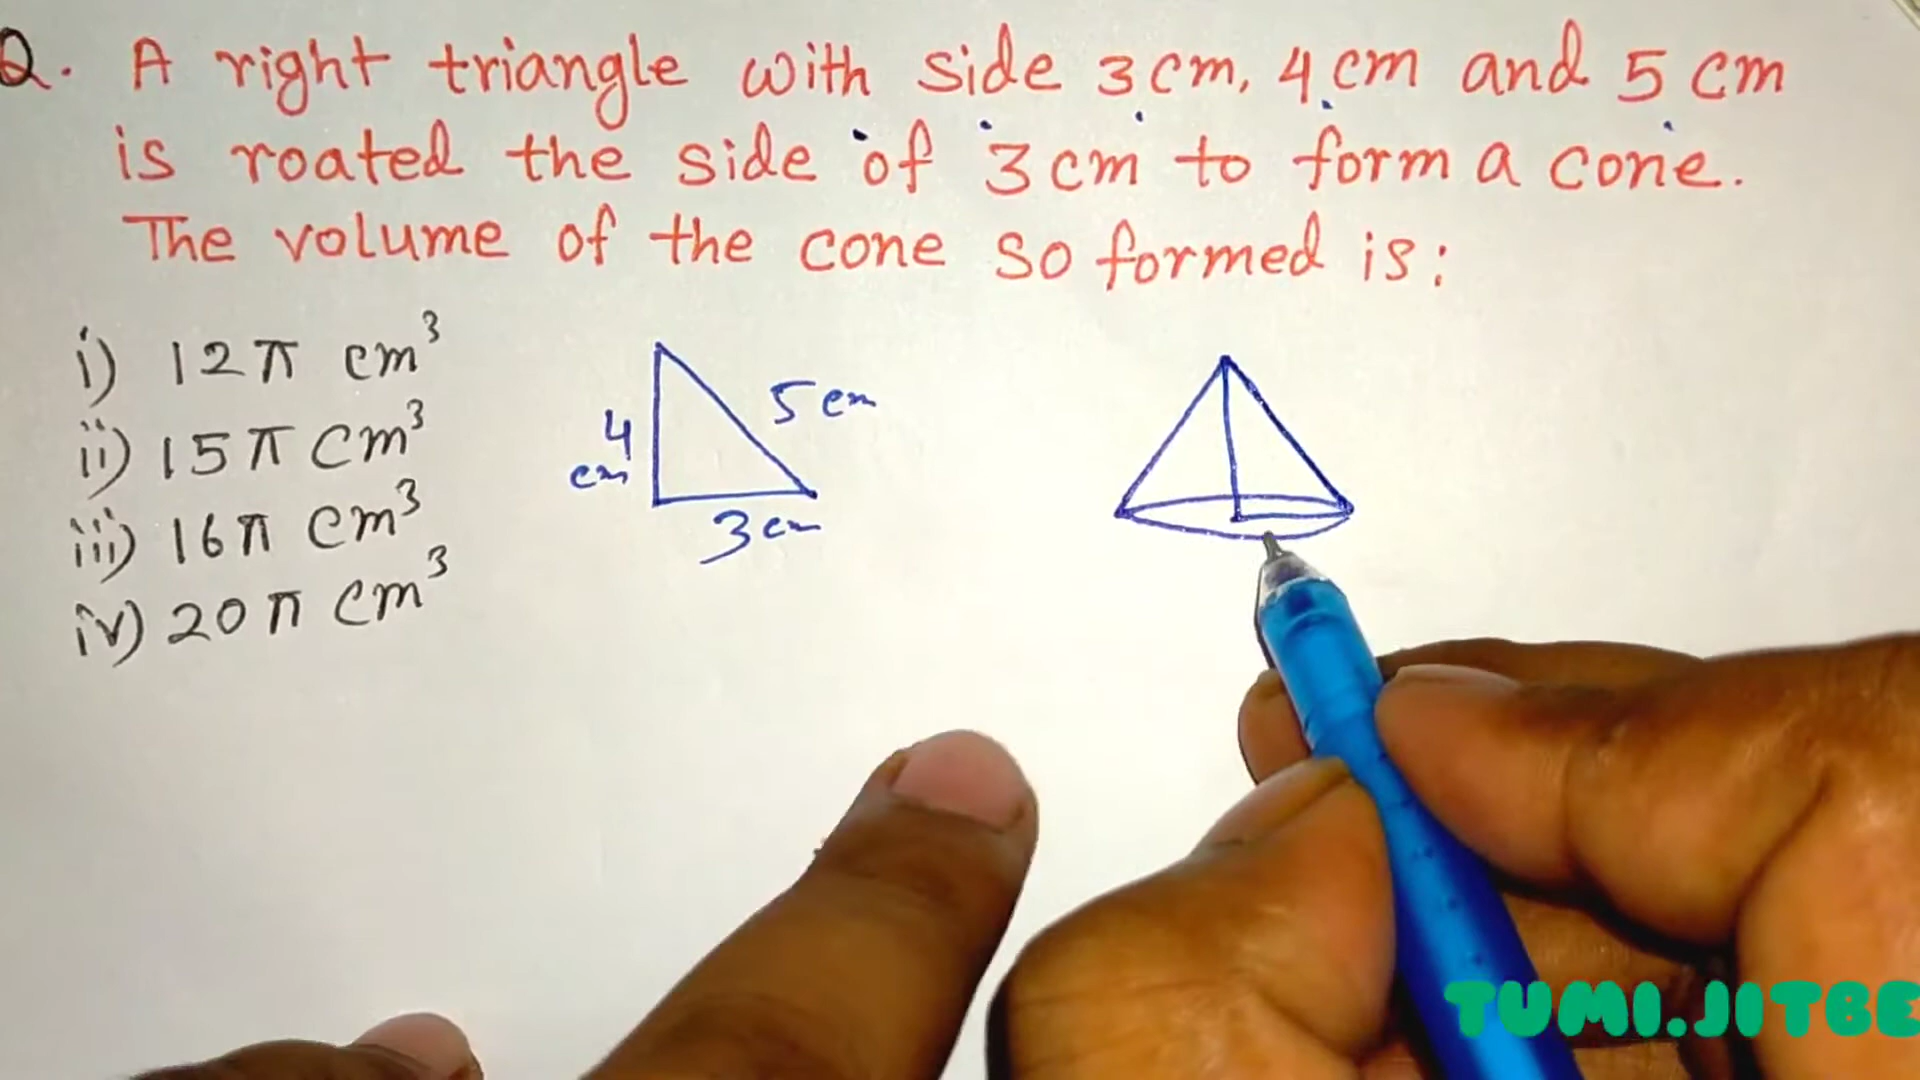 Q. A right triangle with side 3cm, 4cm and 5cm
is roated the side of 3cm to form a cone.
The volume of the cone so formed is:
i) 12π cm³
ii) 15π cm³
iii) 16π cm³
iv) 20π cm³
4
cm
5cm
3cm
TUMI.JITBE